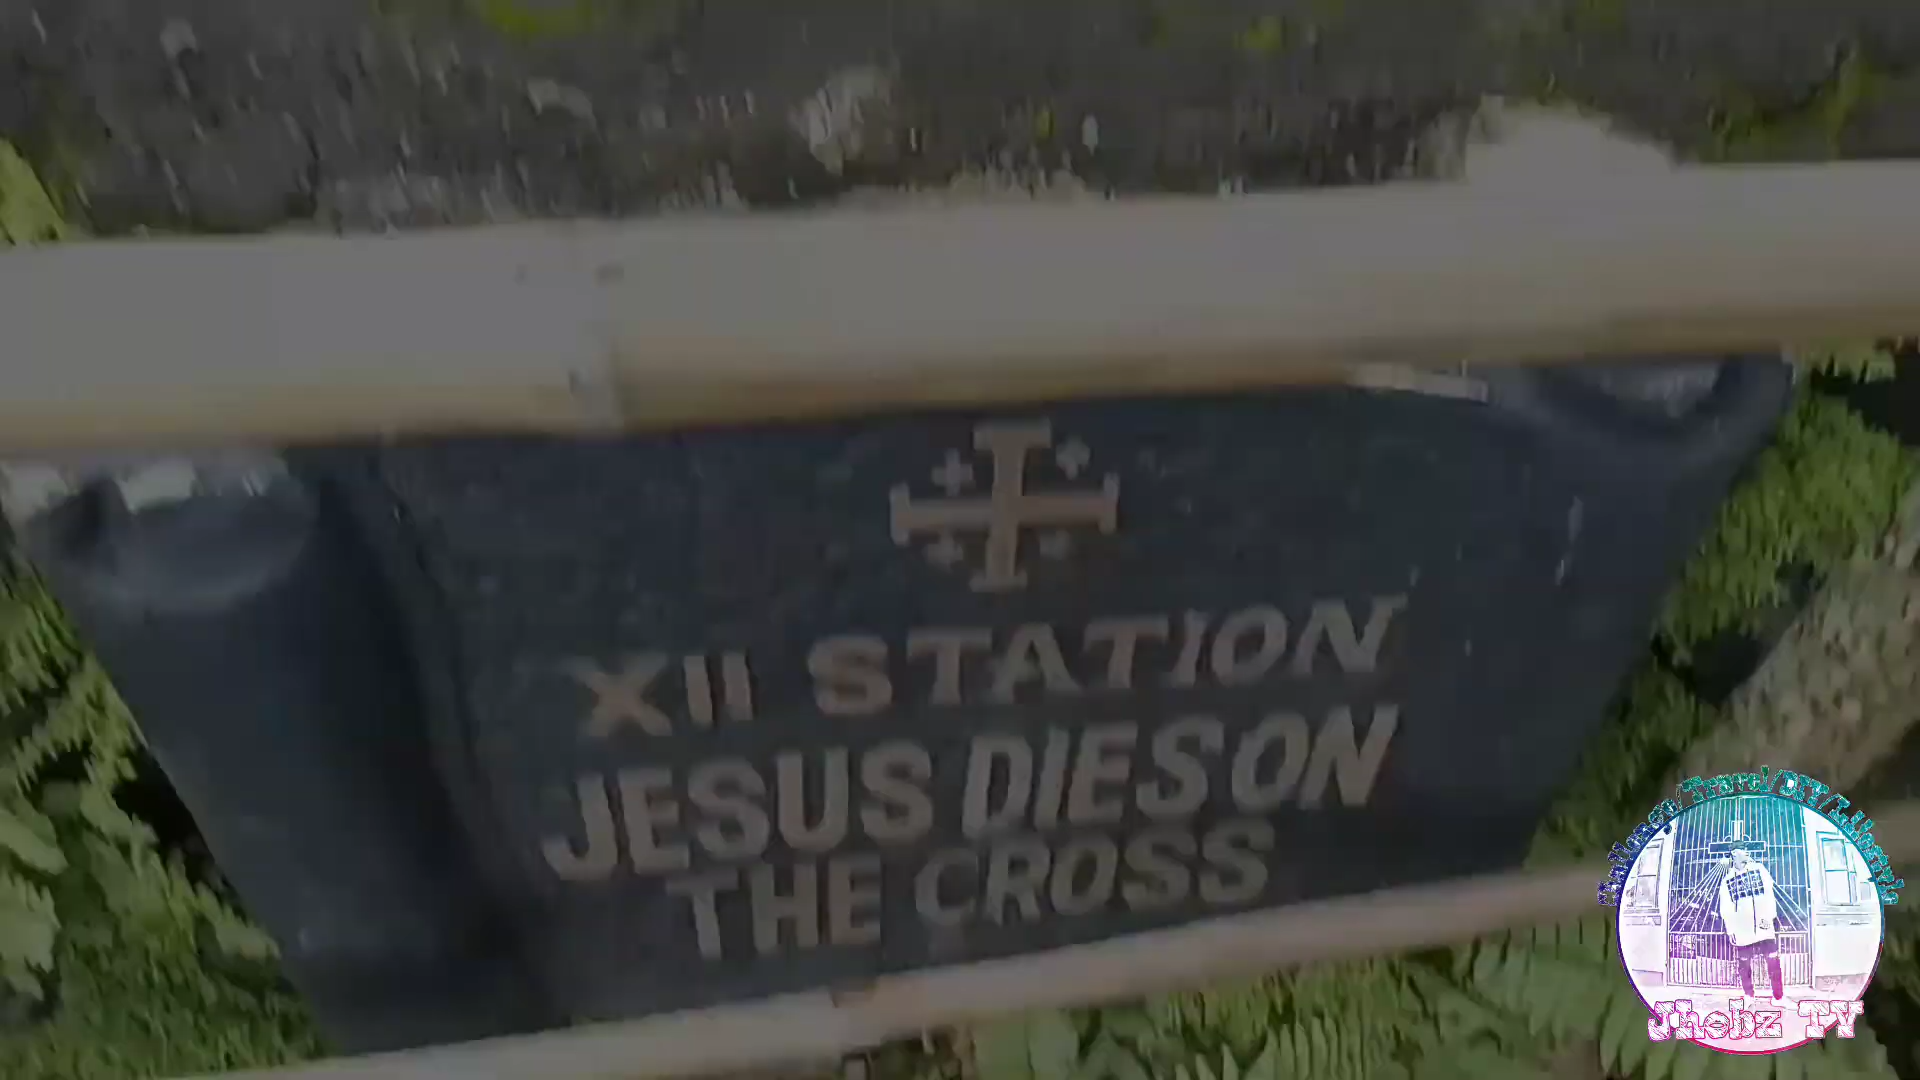 XII STATION
JESUS DIES ON
THE CROSS
Jhebz TV